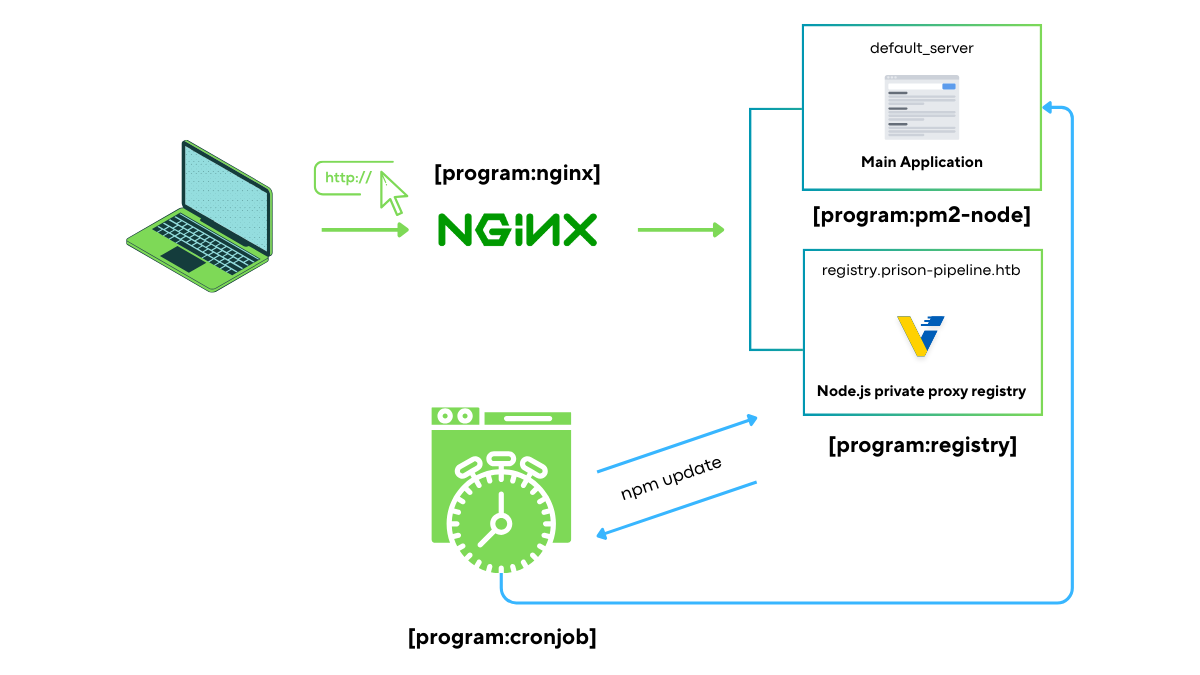 default_server
Main Application
[program:pm2-node]
http://
[program:nginx]
NGINX
registry.prison-pipeline.htb
Node.js private proxy registry
[program:registry]
npm update
[program:cronjob]